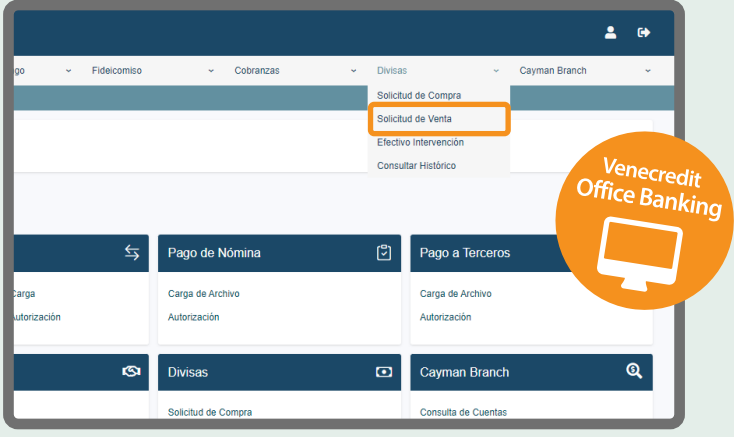 go
Fideicomiso
Cobranzas
Divisas
Cayman Branch
Solicitud de Compra
Solicitud de Venta
Efectivo Intervención
Consultar Histórico
Venecredit
Office Banking
Pago de Nómina
Pago a Terceros
Carga
Carga de Archivo
Carga de Archivo
utorización
Autorización
Autorización
Divisas
Cayman Branch
Solicitud de Compra
Consulta de Cuentas